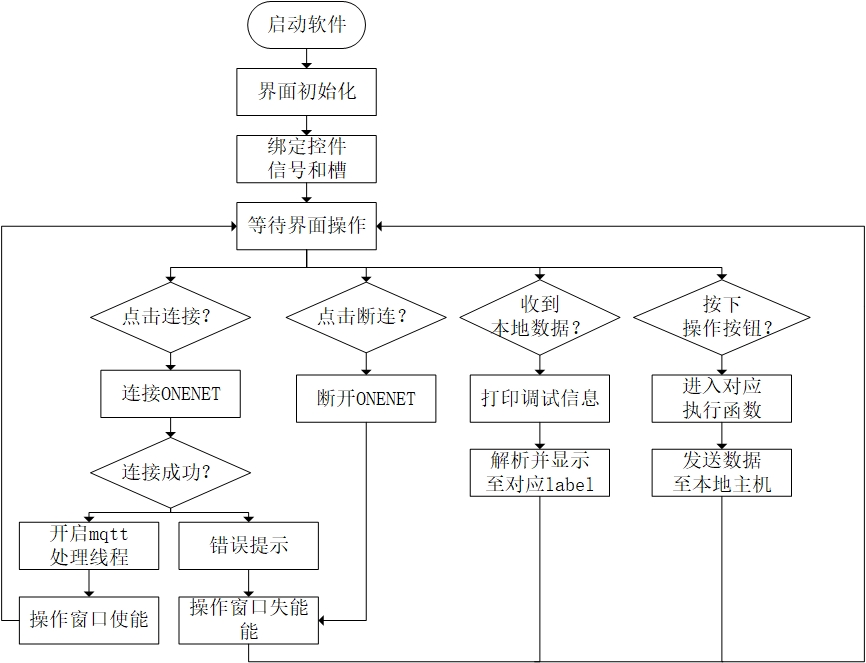 启动软件
界面初始化
绑定控件
信号和槽
等待界面操作
点击连接？
点击断连？
收到
本地数据？
按下
操作按钮？
连接ONENET
断开ONENET
打印调试信息
进入对应
执行函数
连接成功？
解析并显示
至对应label
发送数据
至本地主机
开启mqtt
处理线程
错误提示
操作窗口使能
操作窗口失能
能